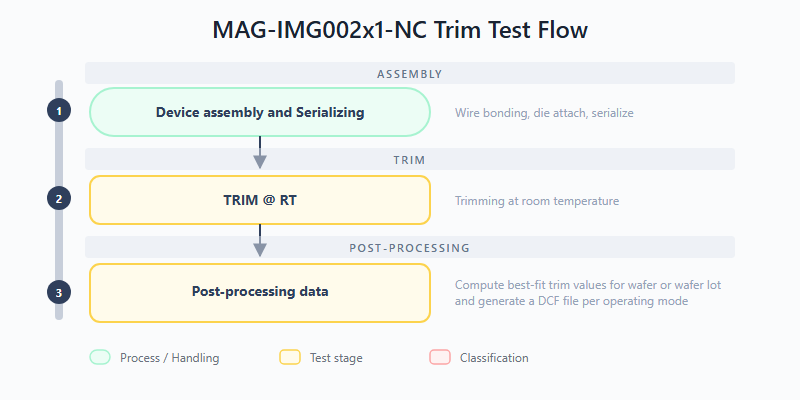 MAG-IMG002x1-NC Trim Test Flow
ASSEMBLY
1
Device assembly and Serializing
Wire bonding, die attach, serialize
TRIM
2
TRIM @ RT
Trimming at room temperature
POST-PROCESSING
3
Post-processing data
Compute best-fit trim values for wafer or wafer lot
and generate a DCF file per operating mode
Process / Handling
Test stage
Classification